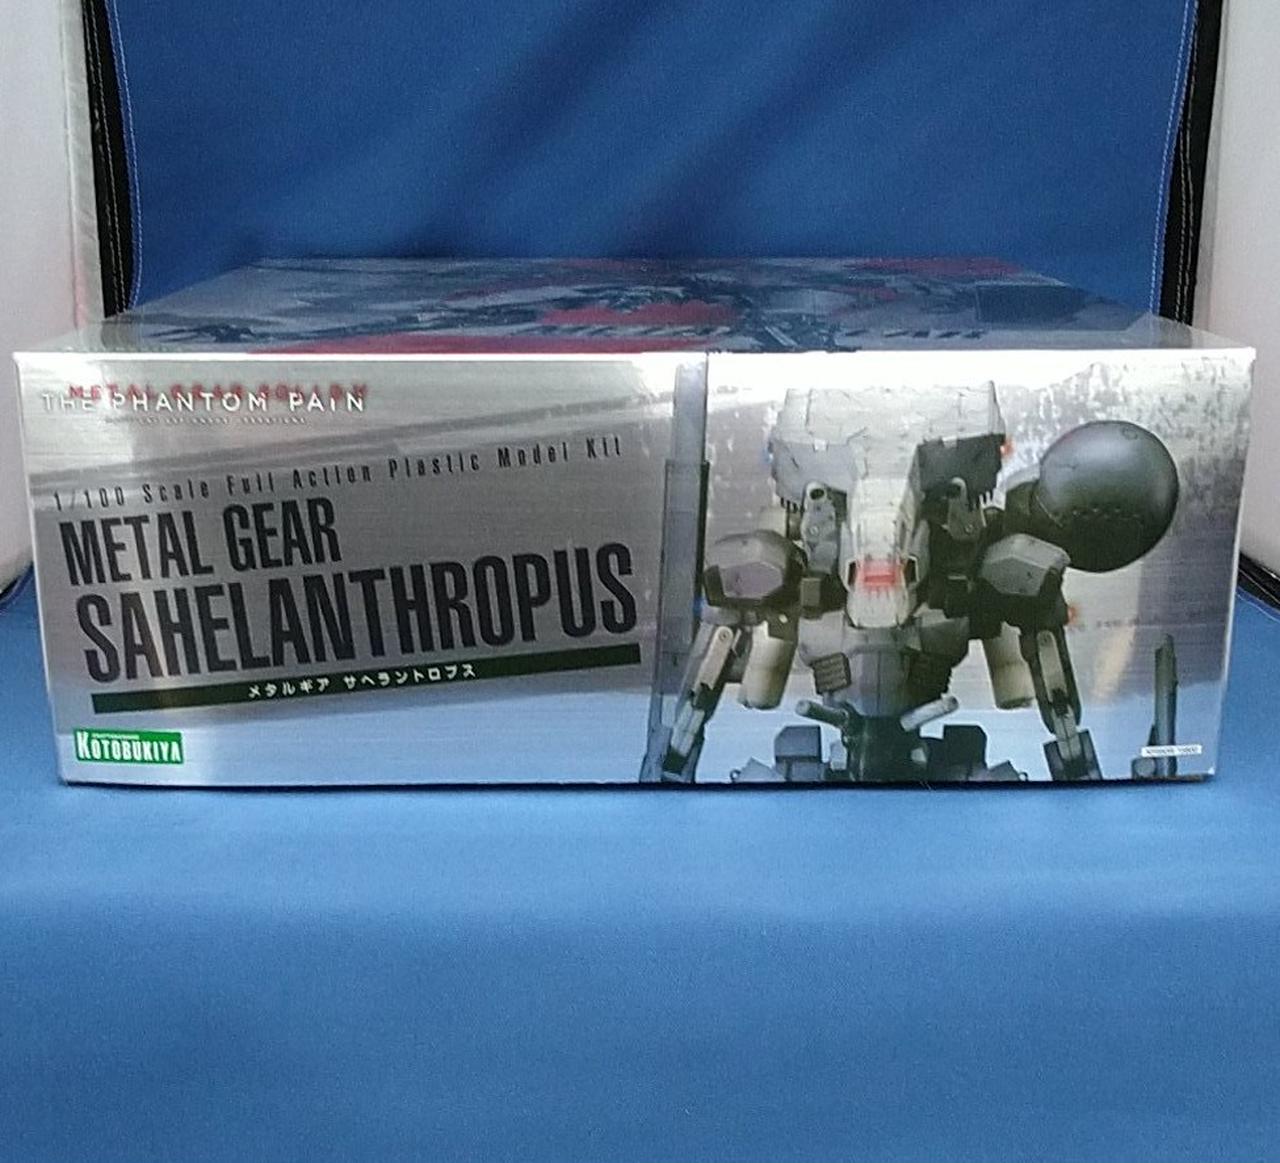 METAL GEAR SOLID V
THE PHANTOM PAIN
1/100 Scale Full Action Plastic Model Kit
METAL GEAR
SAHELANTHROPUS
メタルギア サヘラントロプス
KOTOBUKIYA